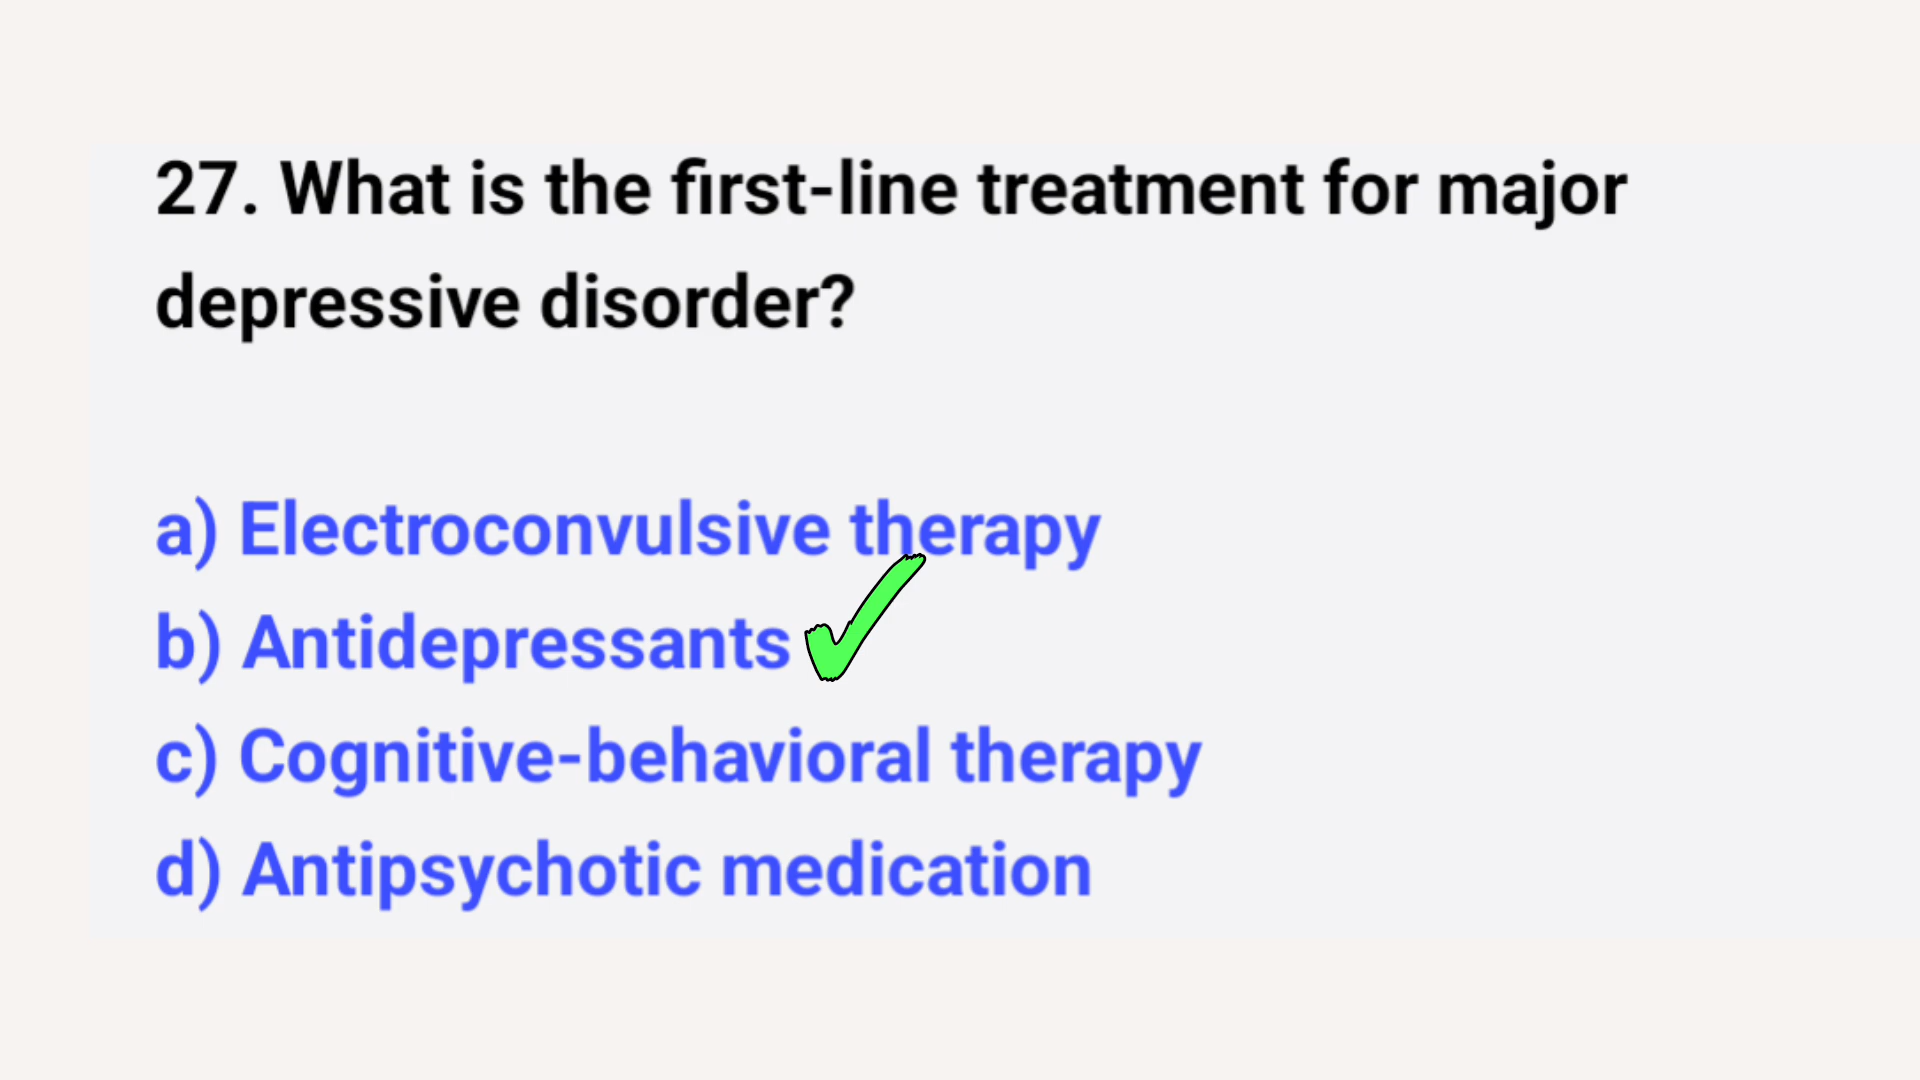 27. What is the first-line treatment for major
depressive disorder?
a) Electroconvulsive therapy
b) Antidepressants
c) Cognitive-behavioral therapy
d) Antipsychotic medication